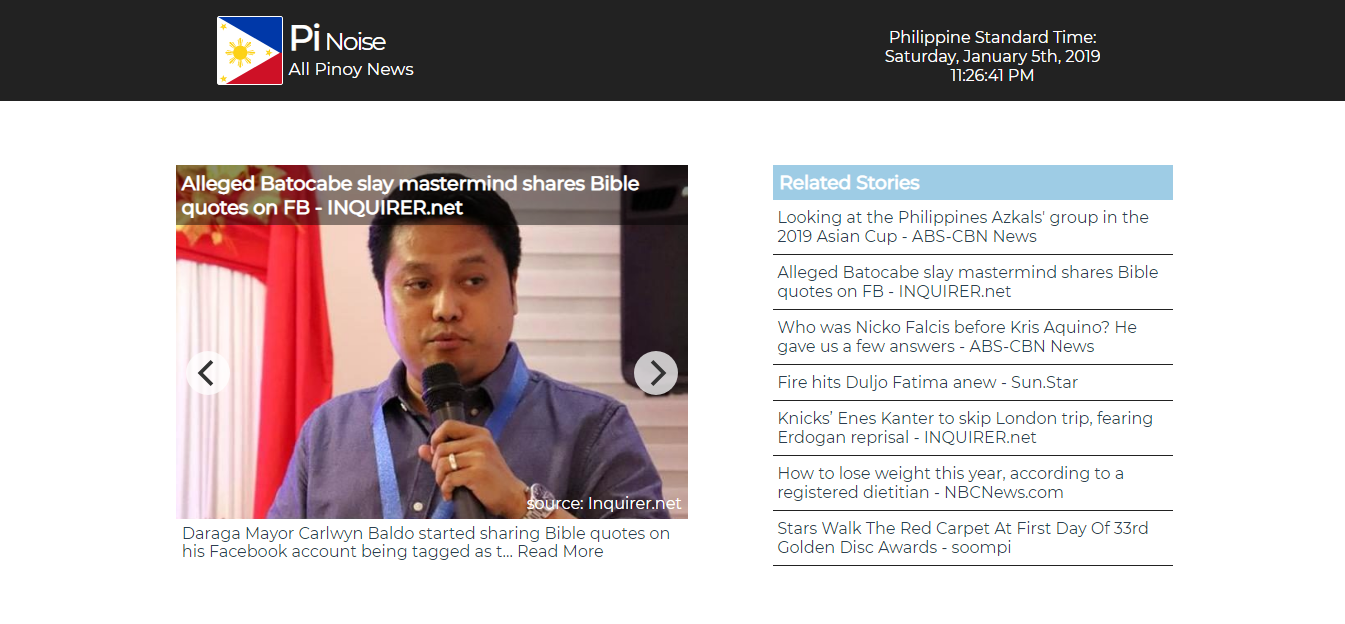 Pi Noise
All Pinoy News
Philippine Standard Time:
Saturday, January 5th, 2019
11:26:41 PM
Alleged Batocabe slay mastermind shares Bible
quotes on FB - INQUIRER.net
source: Inquirer.net
Daraga Mayor Carlwyn Baldo started sharing Bible quotes on
his Facebook account being tagged as t... Read More
Related Stories
Looking at the Philippines Azkals' group in the
2019 Asian Cup - ABS-CBN News
Alleged Batocabe slay mastermind shares Bible
quotes on FB - INQUIRER.net
Who was Nicko Falcis before Kris Aquino? He
gave us a few answers - ABS-CBN News
Fire hits Duljo Fatima anew - Sun.Star
Knicks’ Enes Kanter to skip London trip, fearing
Erdogan reprisal - INQUIRER.net
How to lose weight this year, according to a
registered dietitian - NBCNews.com
Stars Walk The Red Carpet At First Day Of 33rd
Golden Disc Awards - soompi